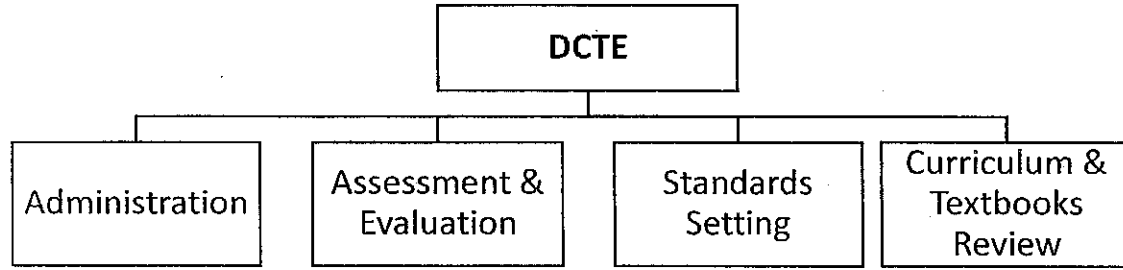 DCTE
Administration
Assessment &
Evaluation
Standards
Setting
Curriculum &
Textbooks
Review